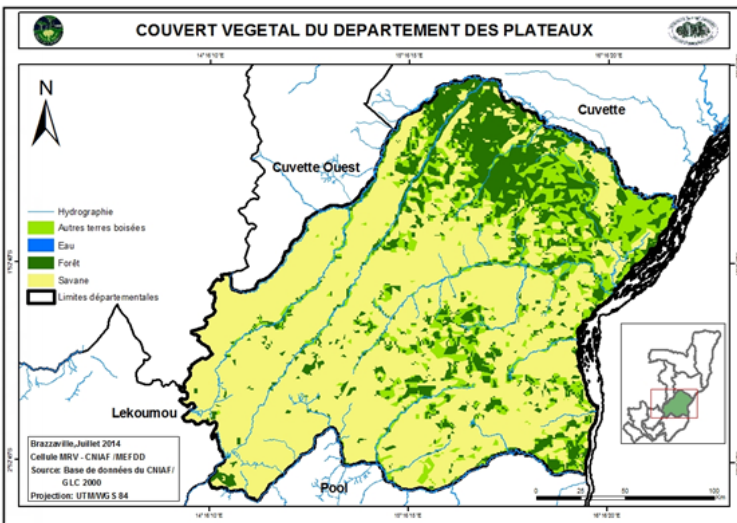 COUVERT VEGETAL DU DEPARTEMENT DES PLATEAUX
N
Cuvette
Cuvette Ouest
Hydrographie
Autres terres boisées
Eau
Forêt
Savane
Limites départementales
Lekoumou
Pool
Brazzaville,Juillet 2014
Cellule MRV - CNIAF /MEFDD
Source: Base de données du CNIAF/
GLC 2000
Projection: UTM/WGS 84
0 25 50 100
Km